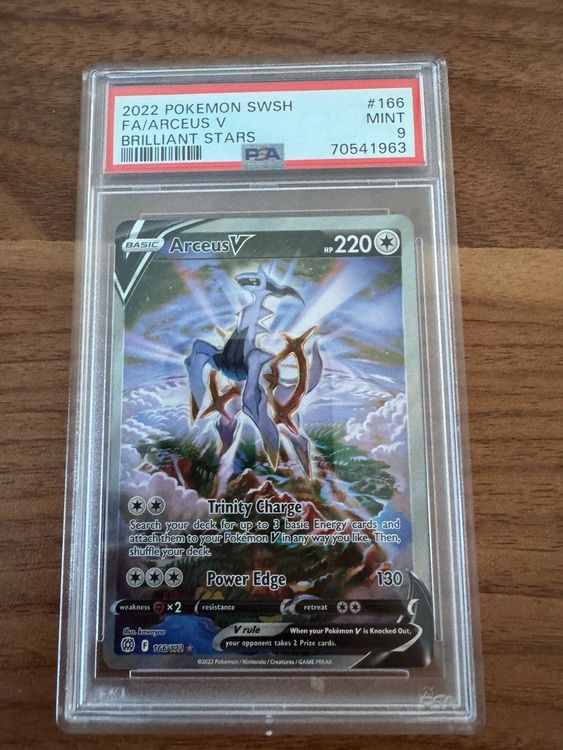 2022 POKEMON SWSH #166
FA/ARCEUS V MINT
BRILLIANT STARS 9
PSA 70541963
BASIC Arceus V HP 220
Trinity Charge
Search your deck for up to 3 basic Energy cards and
attach them to your Pokémon V in any way you like. Then,
shuffle your deck.
Power Edge 130
weakness ×2 resistance retreat
V rule When your Pokémon V is Knocked Out,
your opponent takes 2 Prize cards.
Illus. kawayoo
F 166/172
©2022 Pokémon / Nintendo / Creatures / GAME FREAK